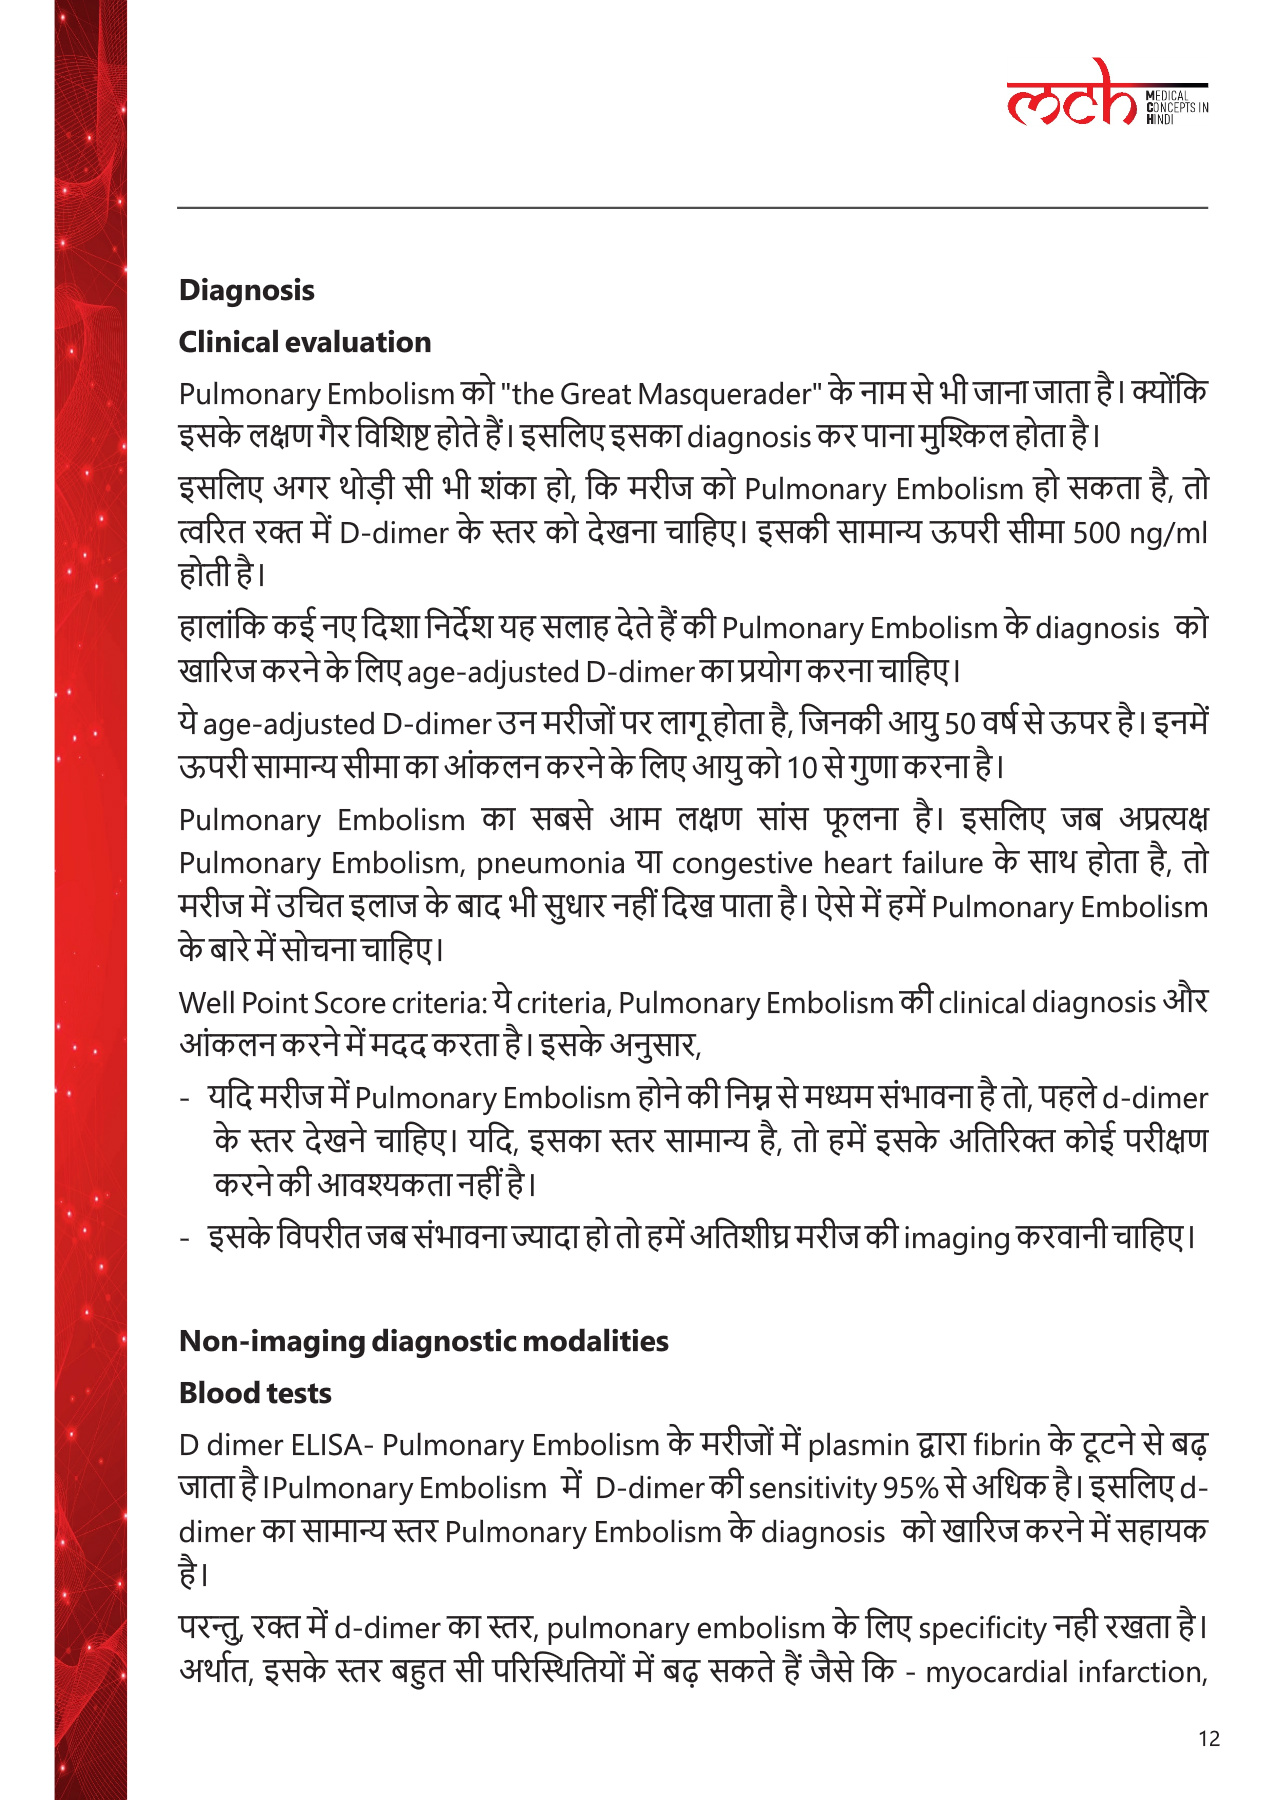 mch MEDICAL
CONCEPTS IN
HINDI
Diagnosis
Clinical evaluation
Pulmonary Embolism को "the Great Masquerader" के नाम से भी जाना जाता है। क्योंकि
इसके लक्षण गैर विशिष्ट होते हैं। इसलिए इसका diagnosis कर पाना मुश्किल होता है।
इसलिए अगर थोड़ी सी भी शंका हो, कि मरीज को Pulmonary Embolism हो सकता है, तो
त्वरित रक्त में D-dimer के स्तर को देखना चाहिए। इसकी सामान्य ऊपरी सीमा 500 ng/ml
होती है।
हालांकि कई नए दिशा निर्देश यह सलाह देते हैं की Pulmonary Embolism के diagnosis को
खारिज करने के लिए age-adjusted D-dimer का प्रयोग करना चाहिए।
ये age-adjusted D-dimer उन मरीजों पर लागू होता है, जिनकी आयु 50 वर्ष से ऊपर है। इनमें
ऊपरी सामान्य सीमा का आंकलन करने के लिए आयु को 10 से गुणा करना है।
Pulmonary Embolism का सबसे आम लक्षण सांस फूलना है। इसलिए जब अप्रत्यक्ष
Pulmonary Embolism, pneumonia या congestive heart failure के साथ होता है, तो
मरीज में उचित इलाज के बाद भी सुधार नहीं दिख पाता है। ऐसे में हमें Pulmonary Embolism
के बारे में सोचना चाहिए।
Well Point Score criteria: ये criteria, Pulmonary Embolism की clinical diagnosis और
आंकलन करने में मदद करता है। इसके अनुसार,
- यदि मरीज में Pulmonary Embolism होने की निम्न से मध्यम संभावना है तो, पहले d-dimer
के स्तर देखने चाहिए। यदि, इसका स्तर सामान्य है, तो हमें इसके अतिरिक्त कोई परीक्षण
करने की आवश्यकता नहीं है।
- इसके विपरीत जब संभावना ज्यादा हो तो हमें अतिशीघ्र मरीज की imaging करवानी चाहिए।
Non-imaging diagnostic modalities
Blood tests
D dimer ELISA- Pulmonary Embolism के मरीजों में plasmin द्वारा fibrin के टूटने से बढ़
जाता है।Pulmonary Embolism में D-dimer की sensitivity 95% से अधिक है। इसलिए d-
dimer का सामान्य स्तर Pulmonary Embolism के diagnosis को खारिज करने में सहायक
है।
परन्तु, रक्त में d-dimer का स्तर, pulmonary embolism के लिए specificity नही रखता है।
अर्थात, इसके स्तर बहुत सी परिस्थितियों में बढ़ सकते हैं जैसे कि - myocardial infarction,
12